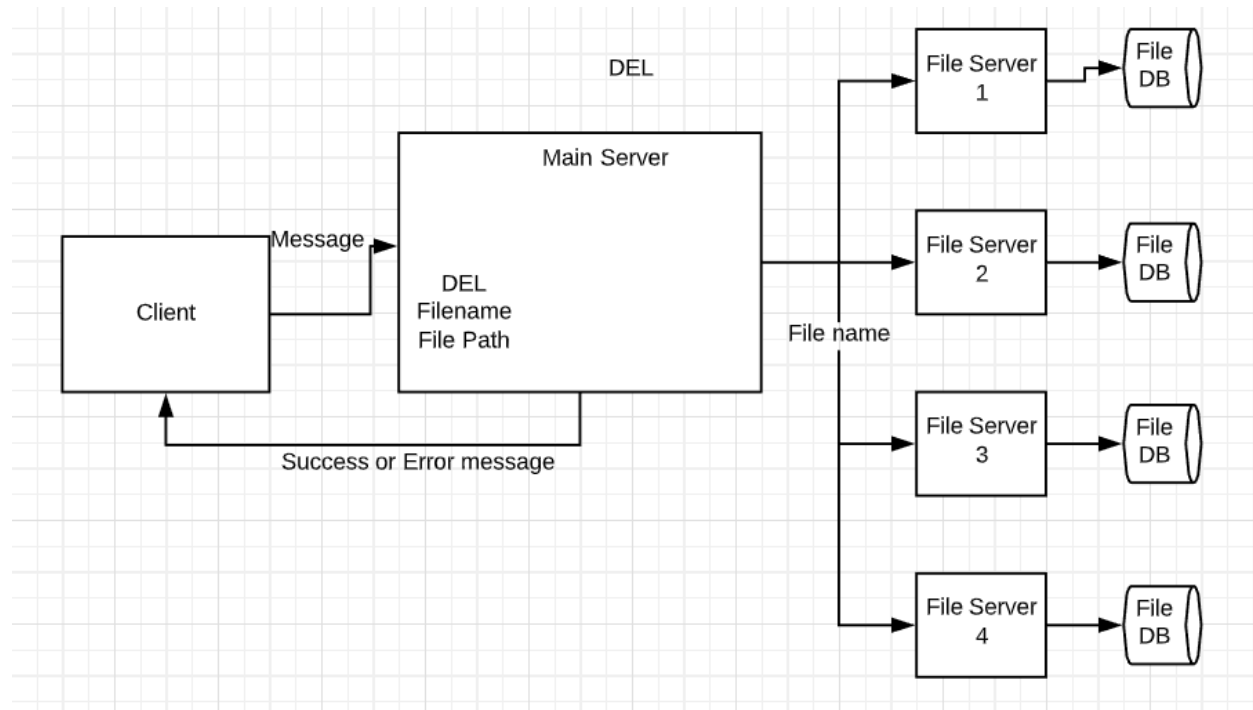 DEL
Main Server
Message
DEL
Filename
File Path
Client
Success or Error message
File name
File Server
1
File
DB
File Server
2
File
DB
File Server
3
File
DB
File Server
4
File
DB